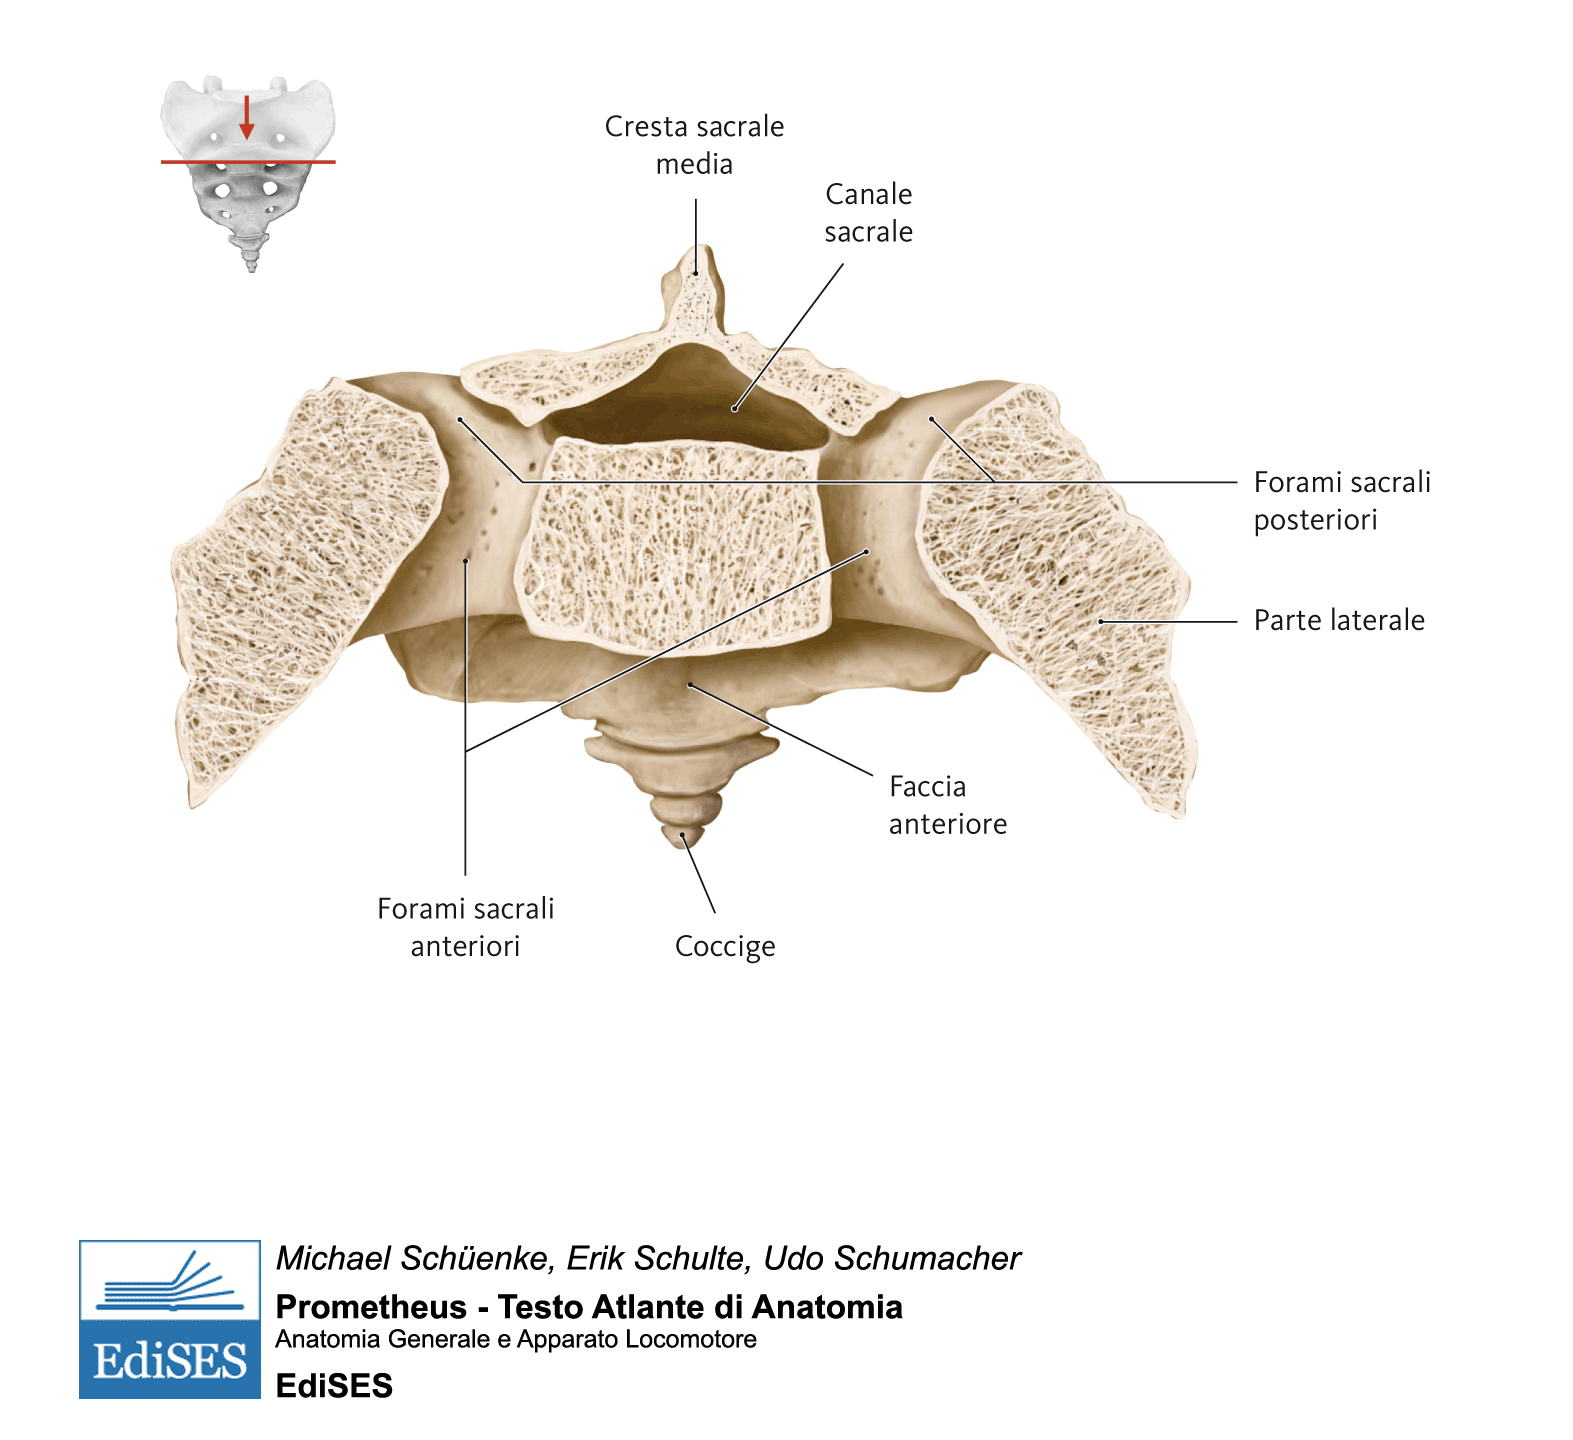 Cresta sacrale
media
Canale
sacrale
Forami sacrali
posteriori
Parte laterale
Faccia
anteriore
Forami sacrali
anteriori
Coccige
Michael Schüenke, Erik Schulte, Udo Schumacher
Prometheus - Testo Atlante di Anatomia
Anatomia Generale e Apparato Locomotore
EdiSES
EdiSES